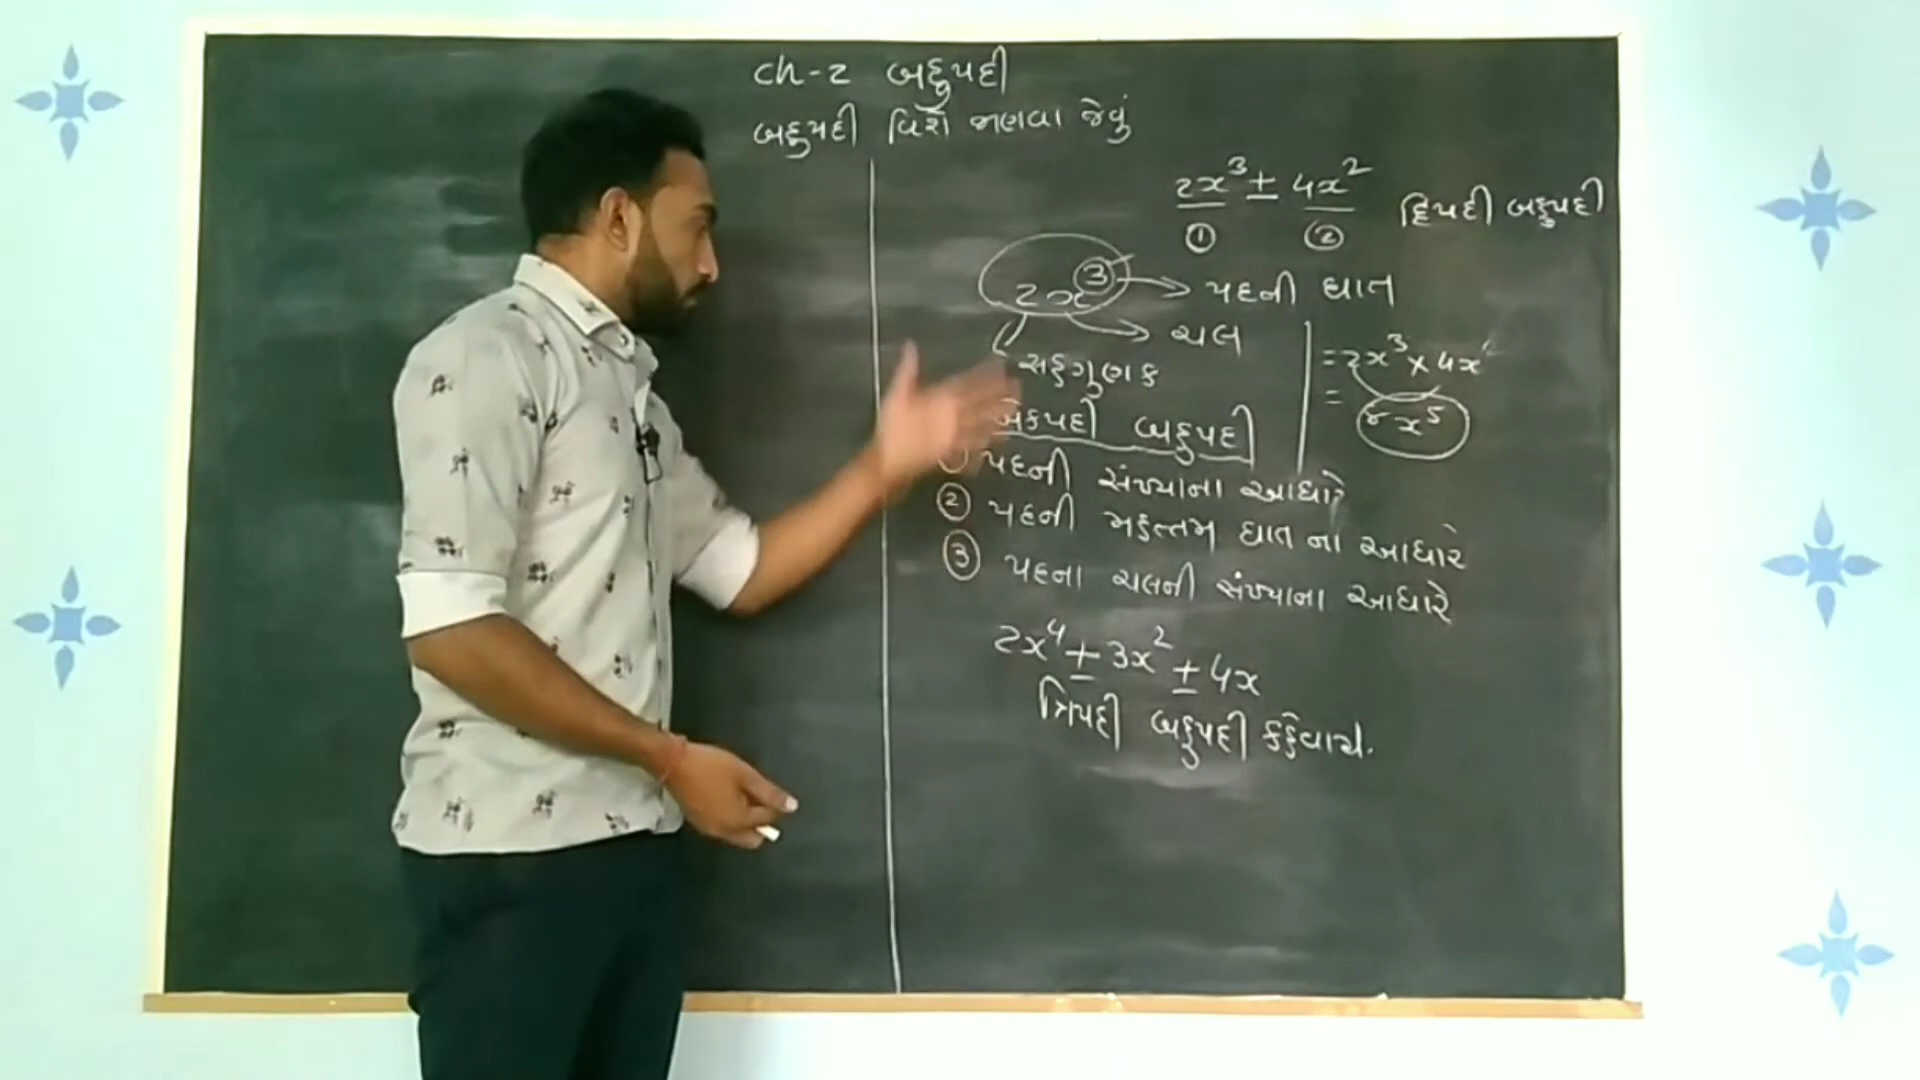 ch-2 બહુપદી
બહુપદી વિશે જાણવા જેવું
2x³ ± 4x² દ્વિપદી બહુપદી
① ②
2x³ → પદની ઘાત
→ ચલ
સહગુણક
= 2x³ × 4x
= 8x⁵
એકપદી બહુપદી
પદની સંખ્યાના આધારે
② પદની મહત્તમ ઘાત ના આધારે
③ પદના ચલની સંખ્યાના આધારે
2x⁴ ± 3x² ± 4x
ત્રિપદી બહુપદી કહેવાય.